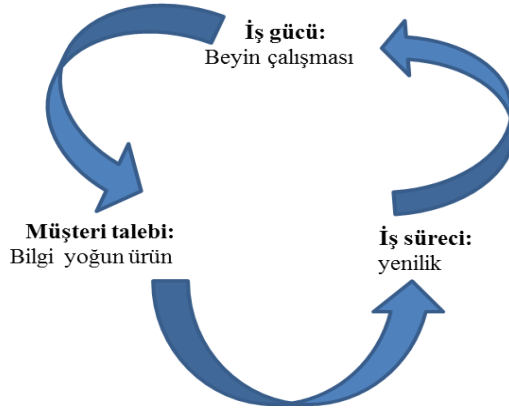 İş gücü:
Beyin çalışması
Müşteri talebi:
Bilgi yoğun ürün
İş süreci:
yenilik